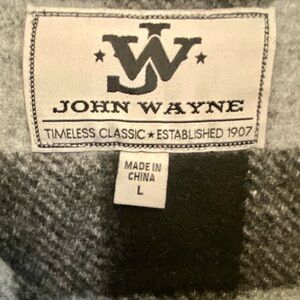 JW
JOHN WAYNE
TIMELESS CLASSIC ★ ESTABLISHED 1907
MADE IN
CHINA
L